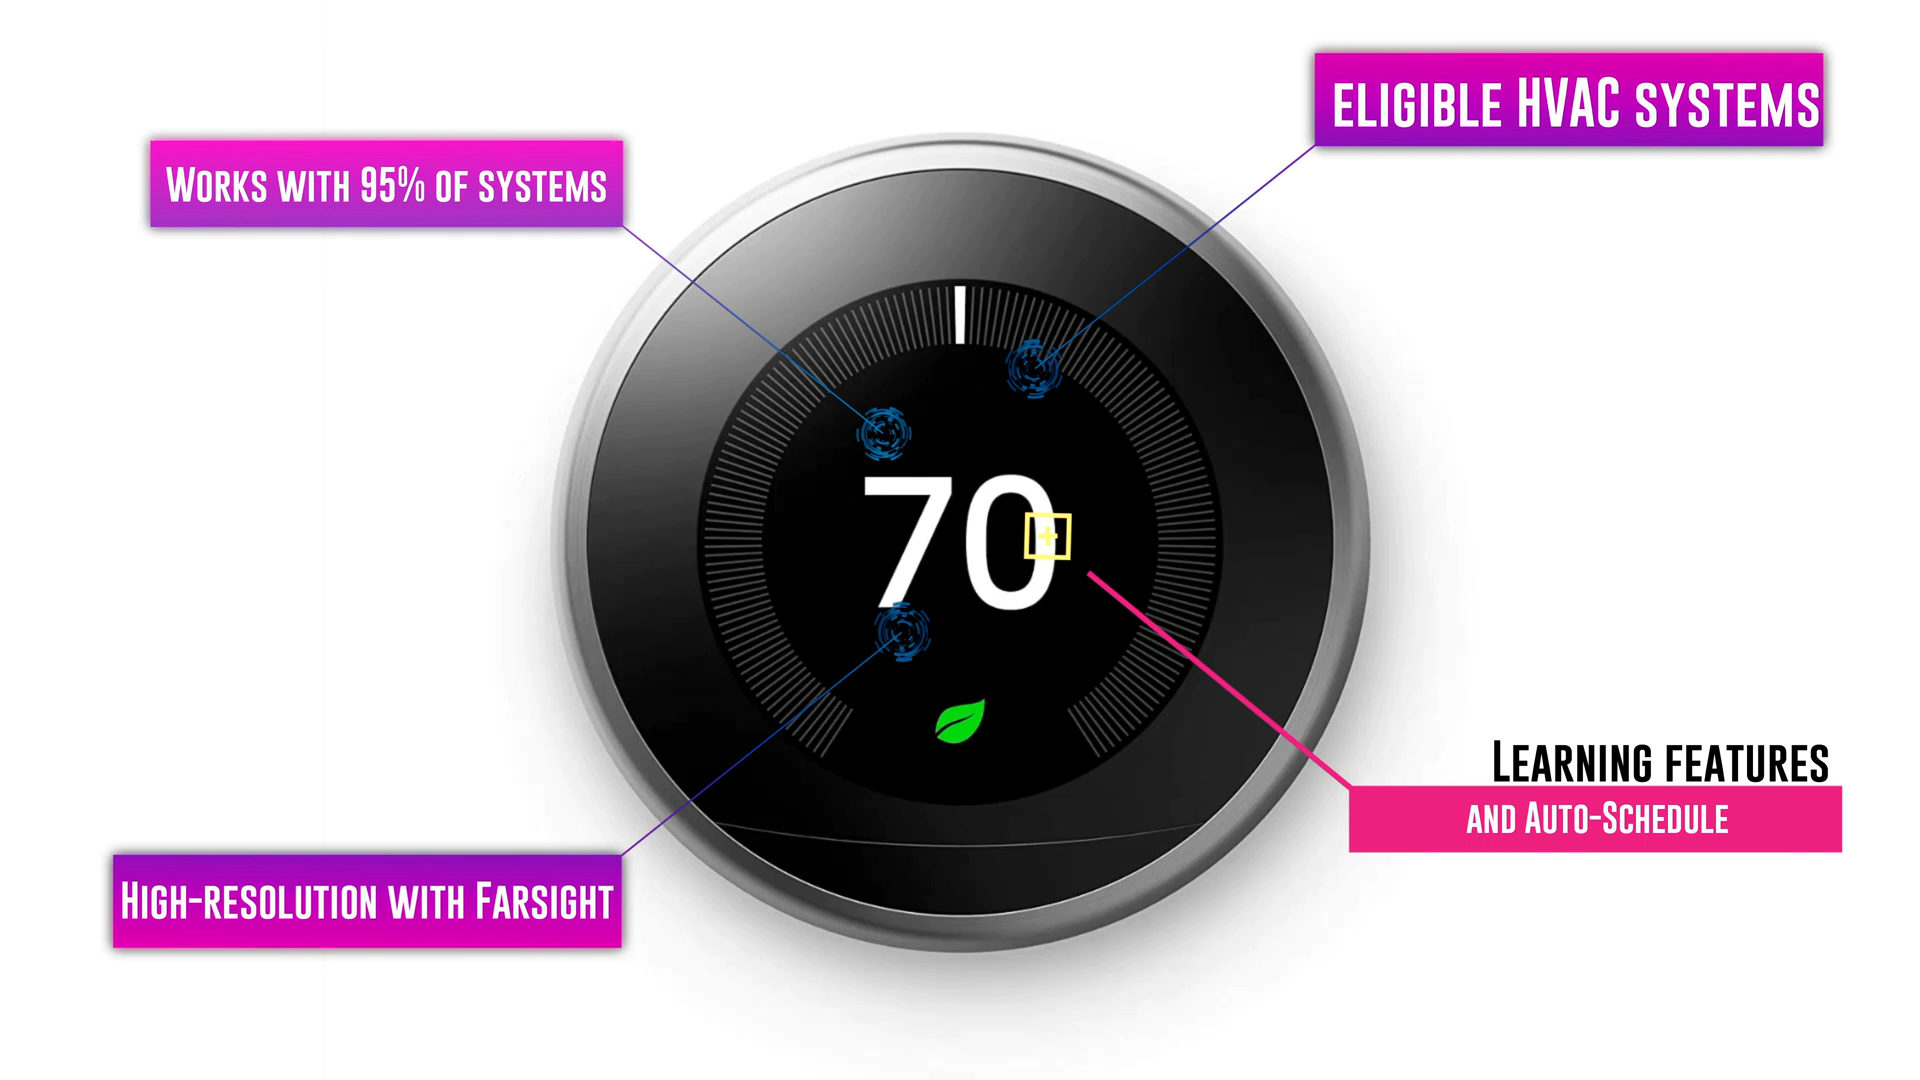 ELIGIBLE HVAC SYSTEMS
WORKS WITH 95% OF SYSTEMS
70
LEARNING FEATURES
AND AUTO-SCHEDULE
HIGH-RESOLUTION WITH FARSIGHT